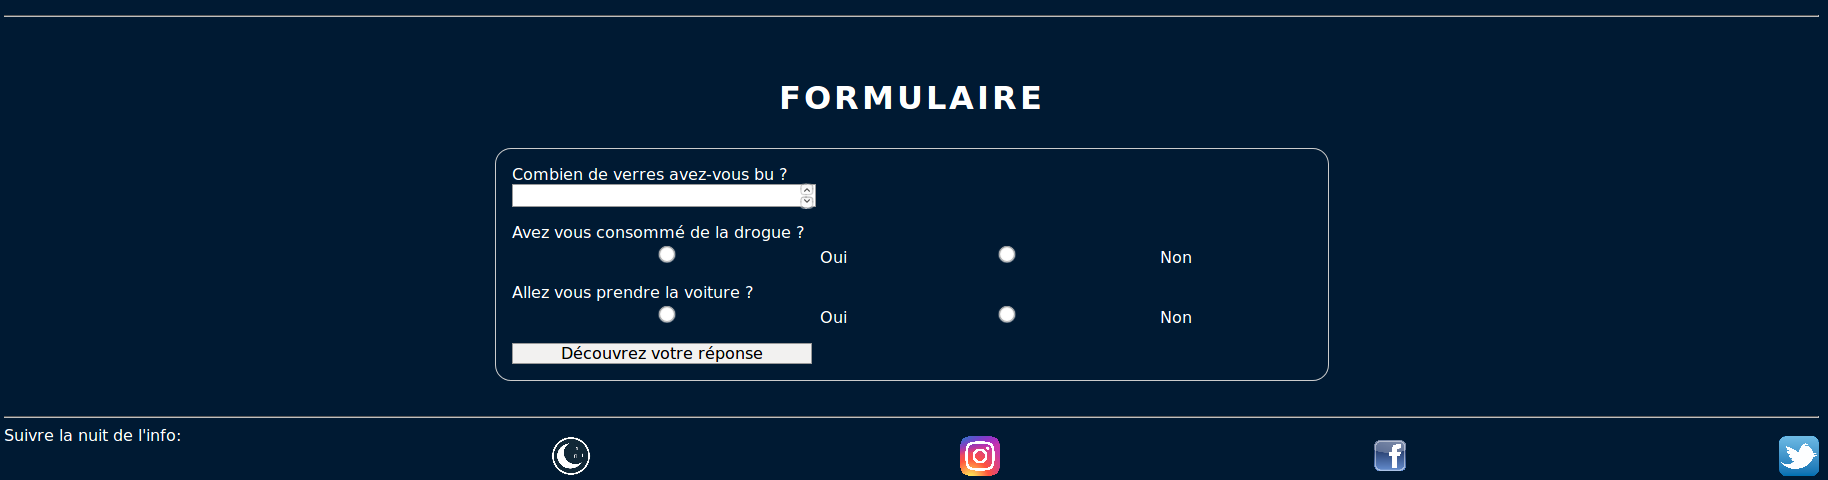 FORMULAIRE
Combien de verres avez-vous bu ?
Avez vous consommé de la drogue ?
Oui Non
Allez vous prendre la voiture ?
Oui Non
Découvrez votre réponse
Suivre la nuit de l'info: